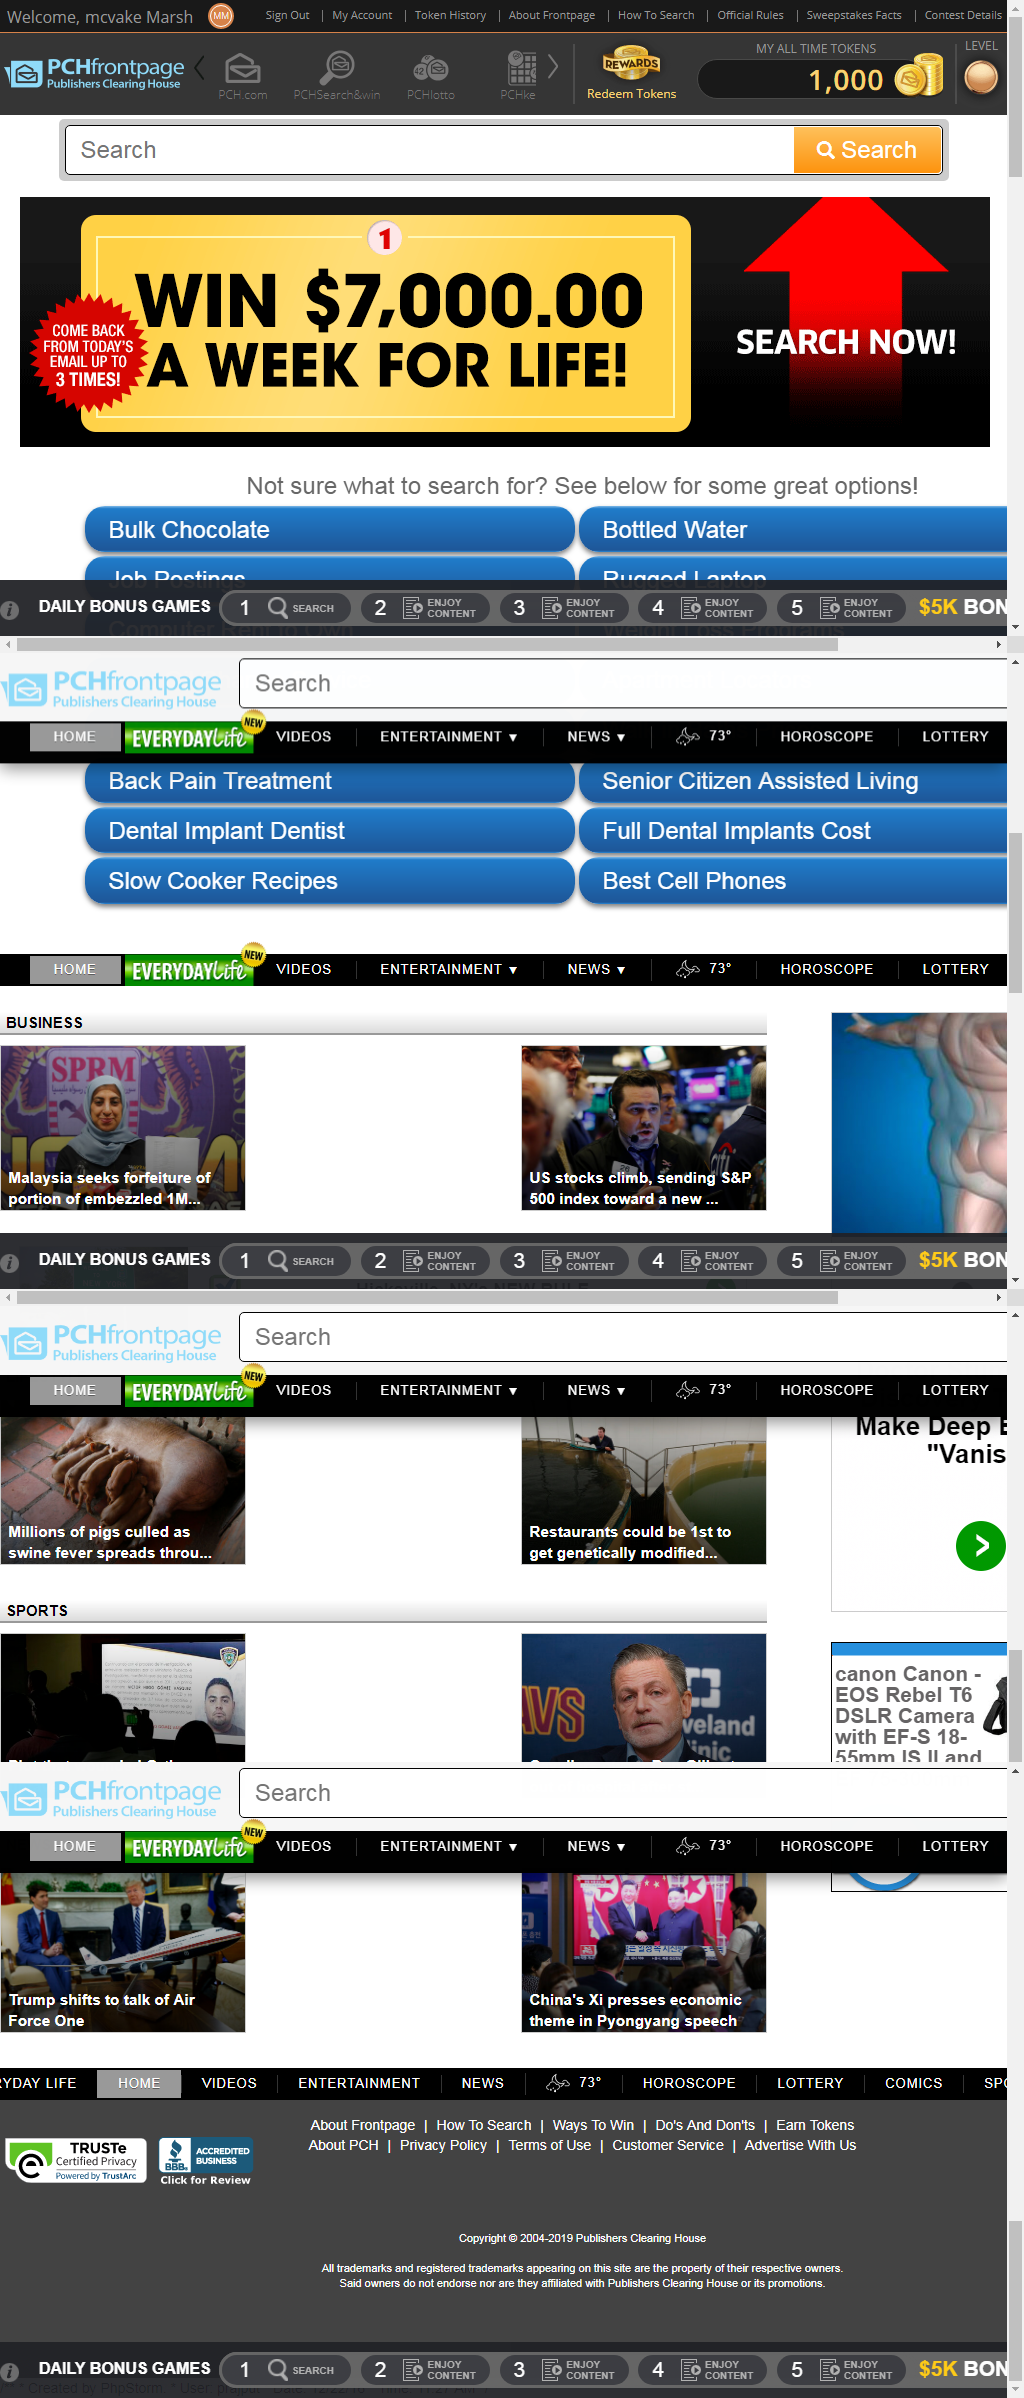 Welcome, mcvake Marsh MM Sign Out | My Account | Token History | About Frontpage | How To Search | Official Rules | Sweepstakes Facts | Contest Details
PCHfrontpage
Publishers Clearing House
PCH.com PCHSearch&win PCHlotto PCHke
REWARDS
Redeem Tokens
MY ALL TIME TOKENS
1,000
LEVEL
Search Search
1
WIN $7,000.00
A WEEK FOR LIFE!
COME BACK
FROM TODAY'S
EMAIL UP TO
3 TIMES!
SEARCH NOW!
Not sure what to search for? See below for some great options!
Bulk Chocolate Bottled Water
Job Postings Rugged Laptop
DAILY BONUS GAMES 1 SEARCH 2 ENJOY CONTENT 3 ENJOY CONTENT 4 ENJOY CONTENT 5 ENJOY CONTENT $5K BON
Computer Rent to Own Weight Loss Programs
PCHfrontpage
Publishers Clearing House
Search
HOME EVERYDAY Life NEW VIDEOS ENTERTAINMENT ▼ NEWS ▼ 73° HOROSCOPE LOTTERY
Back Pain Treatment Senior Citizen Assisted Living
Dental Implant Dentist Full Dental Implants Cost
Slow Cooker Recipes Best Cell Phones
HOME EVERYDAY Life NEW VIDEOS ENTERTAINMENT ▼ NEWS ▼ 73° HOROSCOPE LOTTERY
BUSINESS
SPRM
Malaysia seeks forfeiture of
portion of embezzled 1M...
US stocks climb, sending S&P
500 index toward a new ...
DAILY BONUS GAMES 1 SEARCH 2 ENJOY CONTENT 3 ENJOY CONTENT 4 ENJOY CONTENT 5 ENJOY CONTENT $5K BON
PCHfrontpage
Publishers Clearing House
Search
HOME EVERYDAY Life NEW VIDEOS ENTERTAINMENT ▼ NEWS ▼ 73° HOROSCOPE LOTTERY
Make Deep
"Vanis
Millions of pigs culled as
swine fever spreads throu...
Restaurants could be 1st to
get genetically modified...
SPORTS
AVS
eveland
inic
canon Canon -
EOS Rebel T6
DSLR Camera
with EF-S 18-
55mm IS II and
PCHfrontpage
Publishers Clearing House
Search
HOME EVERYDAY Life NEW VIDEOS ENTERTAINMENT ▼ NEWS ▼ 73° HOROSCOPE LOTTERY
Trump shifts to talk of Air
Force One
China's Xi presses economic
theme in Pyongyang speech
RYDAY LIFE HOME VIDEOS ENTERTAINMENT NEWS 73° HOROSCOPE LOTTERY COMICS SPO
About Frontpage | How To Search | Ways To Win | Do's And Don'ts | Earn Tokens
About PCH | Privacy Policy | Terms of Use | Customer Service | Advertise With Us
TRUSTe
Certified Privacy
Powered by TrustArc
BBB
ACCREDITED
BUSINESS
Click for Review
Copyright © 2004-2019 Publishers Clearing House
All trademarks and registered trademarks appearing on this site are the property of their respective owners.
Said owners do not endorse nor are they affiliated with Publishers Clearing House or its promotions.
DAILY BONUS GAMES 1 SEARCH 2 ENJOY CONTENT 3 ENJOY CONTENT 4 ENJOY CONTENT 5 ENJOY CONTENT $5K BON